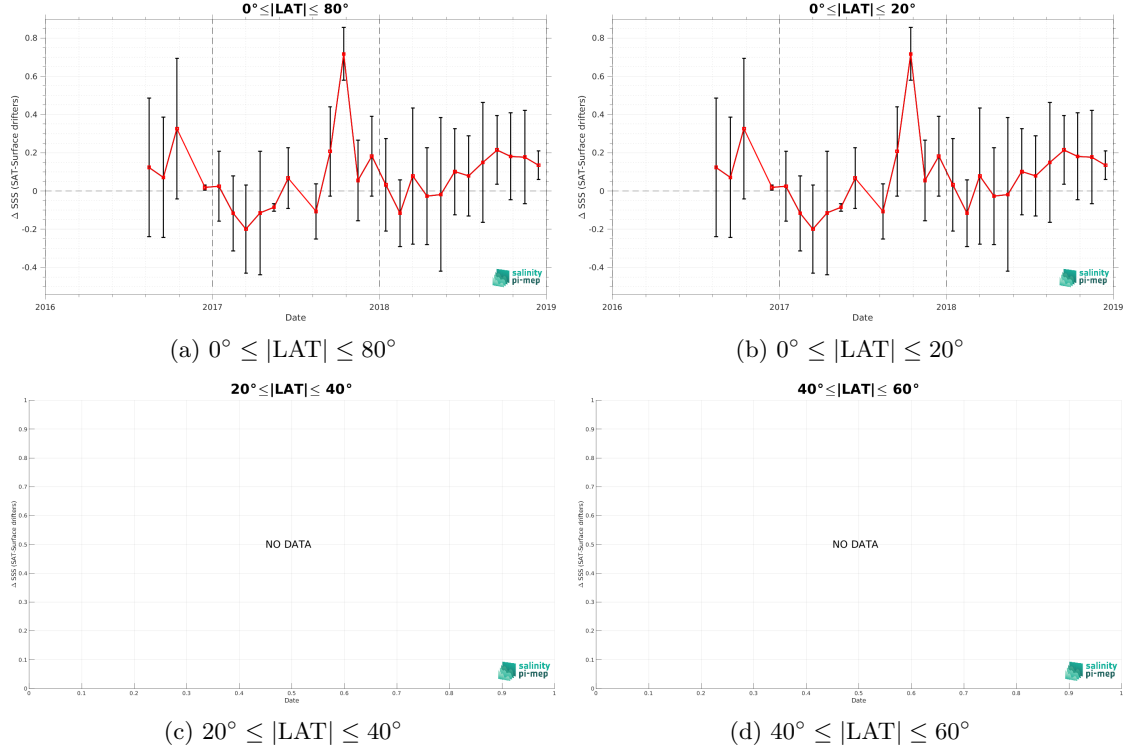 0°≤|LAT|≤ 80°
0.8
0.6
0.4
0.2
0
-0.2
-0.4
Δ SSS (SAT-Surface drifters)
2016
2017
2018
2019
Date
salinity
pi-mep
(a) 0° ≤ |LAT| ≤ 80°
0°≤|LAT|≤ 20°
0.8
0.6
0.4
0.2
0
-0.2
-0.4
Δ SSS (SAT-Surface drifters)
2016
2017
2018
2019
Date
salinity
pi-mep
(b) 0° ≤ |LAT| ≤ 20°
20°≤|LAT|≤ 40°
1
0.9
0.8
0.7
0.6
0.5
0.4
0.3
0.2
0.1
0
Δ SSS (SAT-Surface drifters)
NO DATA
0
0.1
0.2
0.3
0.4
0.5
0.6
0.7
0.8
0.9
1
Date
salinity
pi-mep
(c) 20° ≤ |LAT| ≤ 40°
40°≤|LAT|≤ 60°
1
0.9
0.8
0.7
0.6
0.5
0.4
0.3
0.2
0.1
0
Δ SSS (SAT-Surface drifters)
NO DATA
0
0.1
0.2
0.3
0.4
0.5
0.6
0.7
0.8
0.9
1
Date
salinity
pi-mep
(d) 40° ≤ |LAT| ≤ 60°